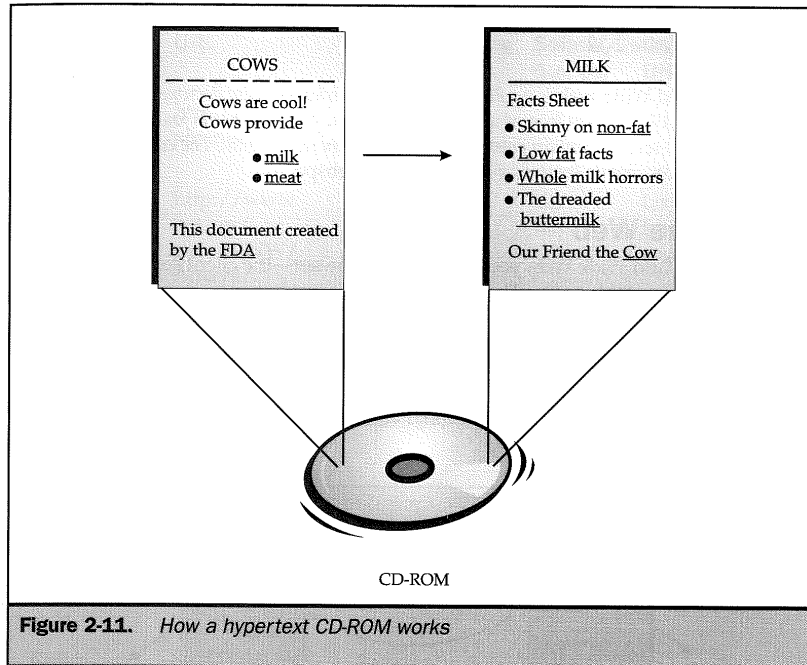 COWS
Cows are cool!
Cows provide
• milk
• meat
This document created
by the FDA
MILK
Facts Sheet
• Skinny on non-fat
• Low fat facts
• Whole milk horrors
• The dreaded
buttermilk
Our Friend the Cow
CD-ROM
Figure 2-11. How a hypertext CD-ROM works